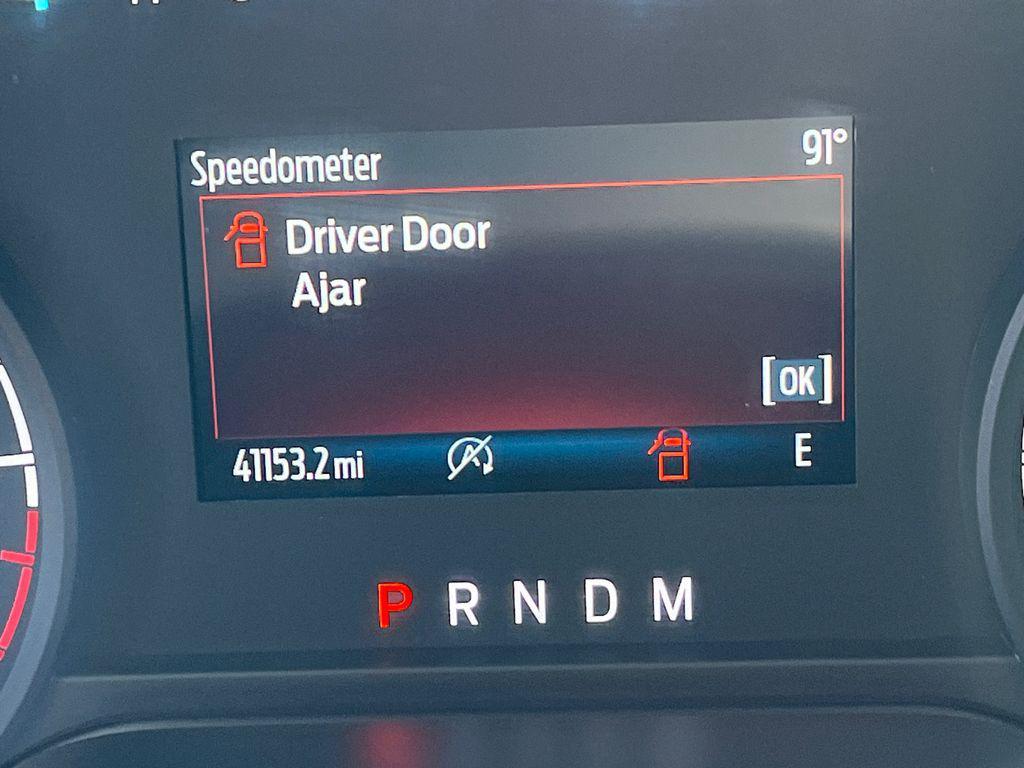 Speedometer 91°
Driver Door
Ajar
[OK]
41153.2 mi E
P R N D M